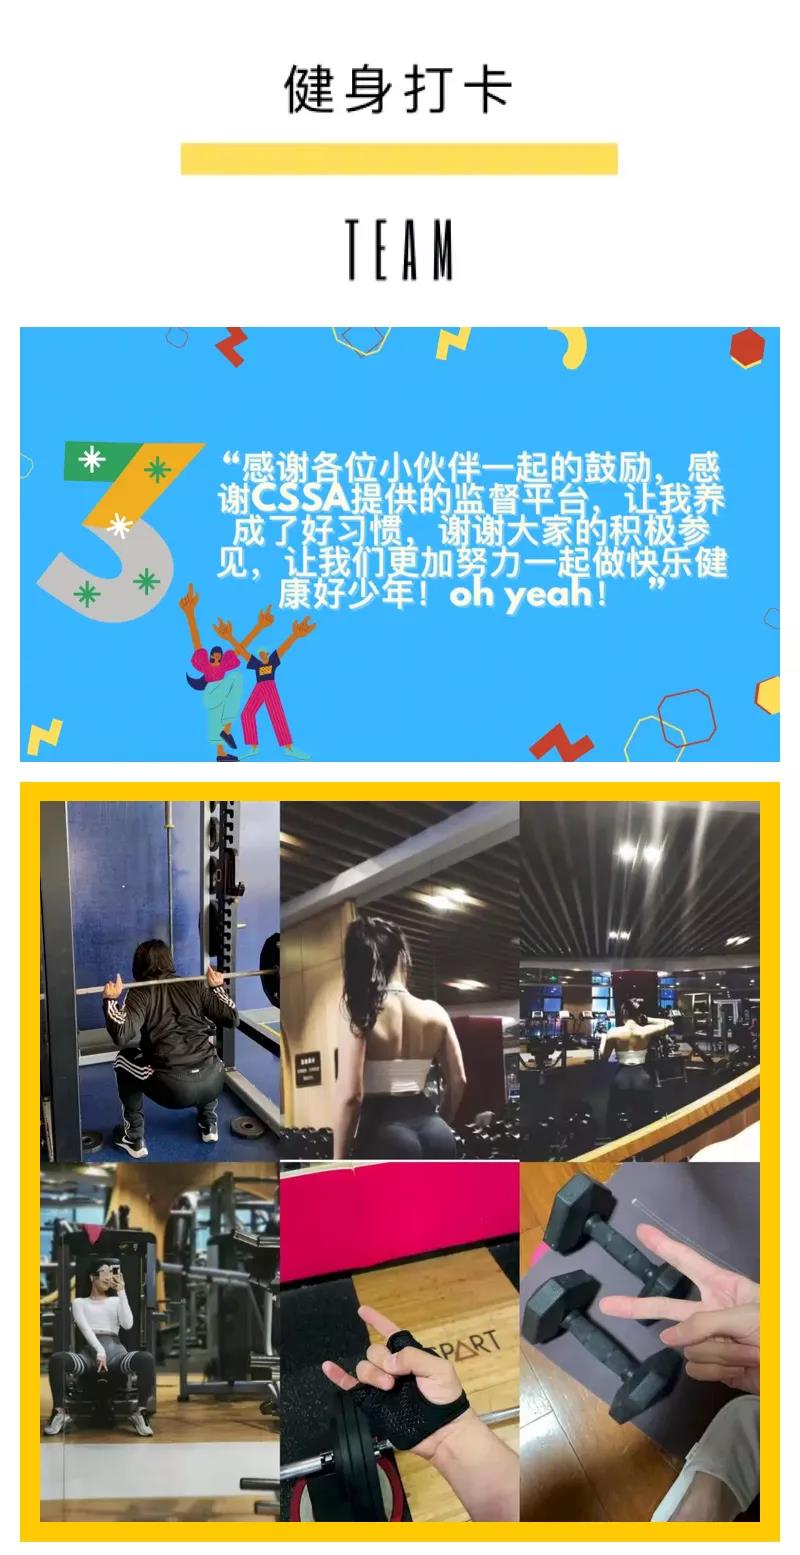 健身打卡
TEAM
3
“感谢各位小伙伴一起的鼓励，感
谢CSSA提供的监督平台，让我养
成了好习惯，谢谢大家的积极参
见，让我们更加努力一起做快乐健
康好少年！oh yeah！”
PART